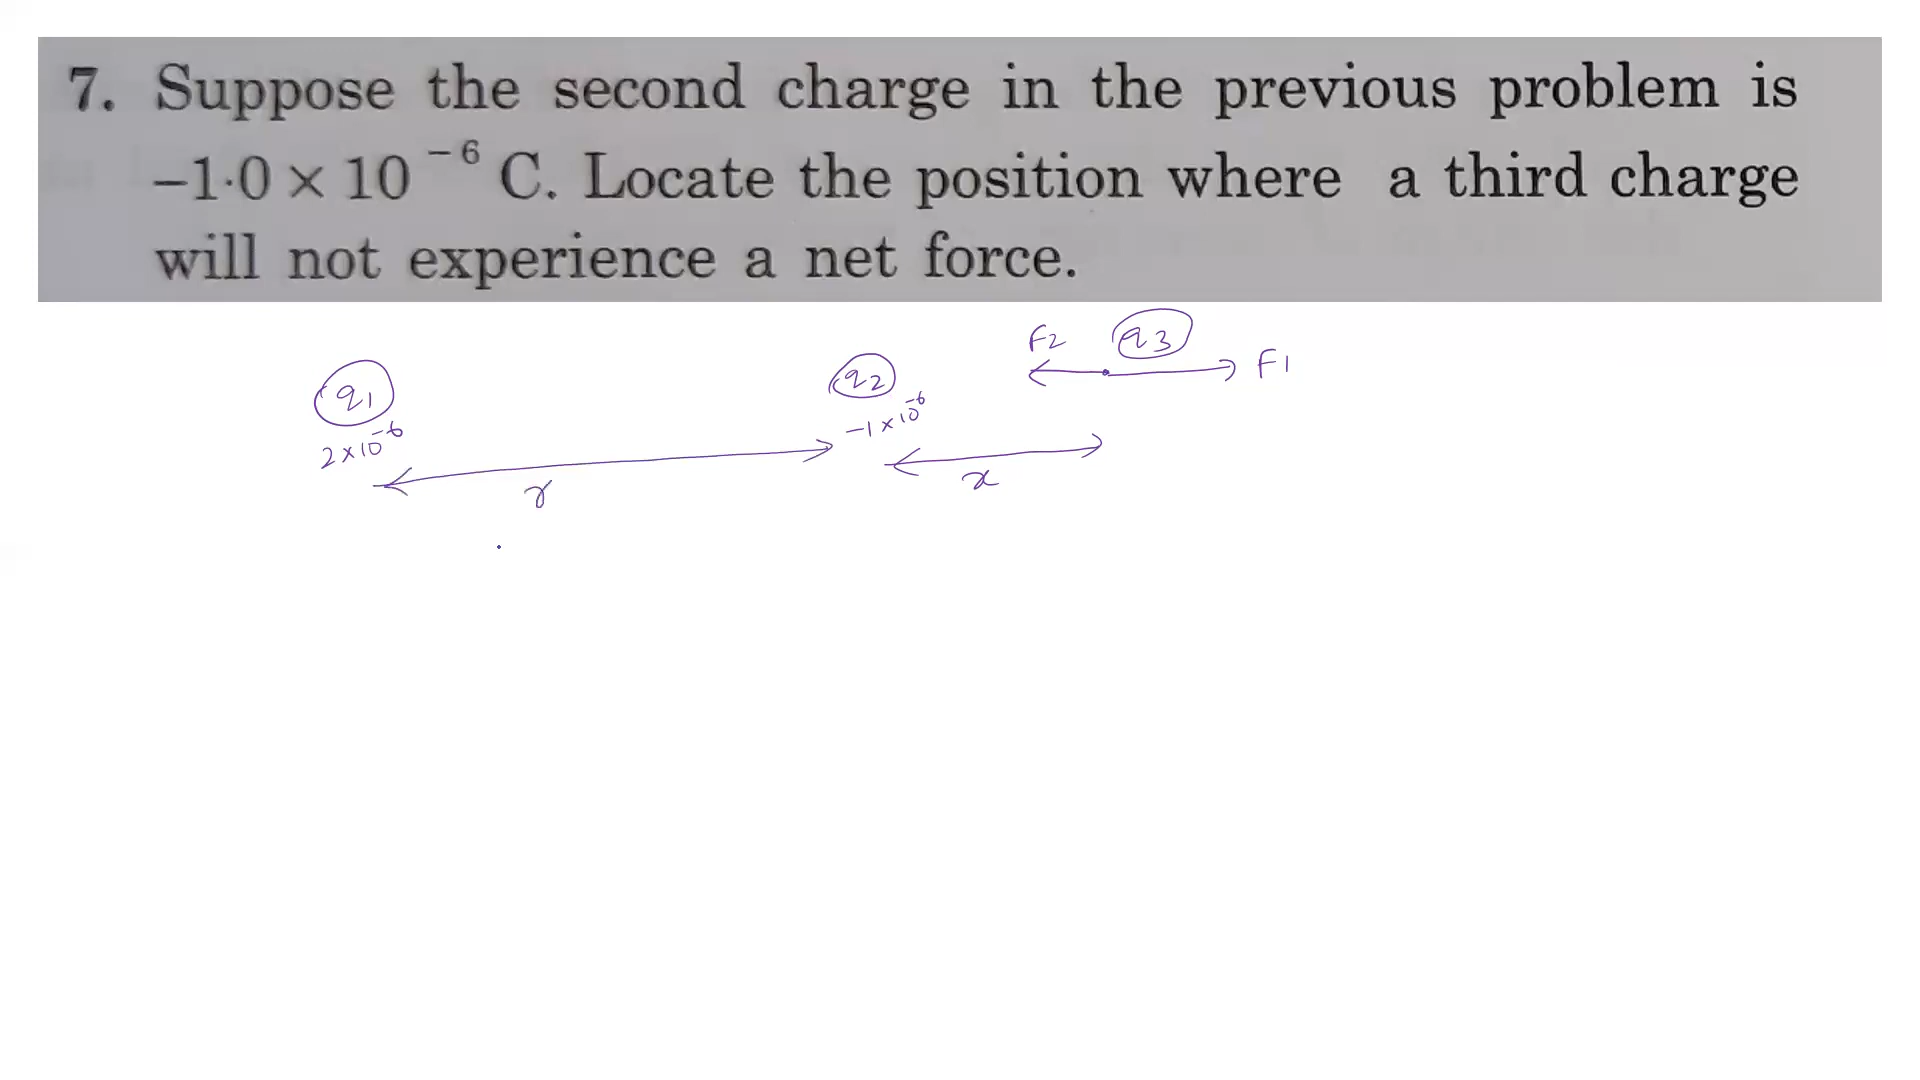 7. Suppose the second charge in the previous problem is
–1·0 × 10⁻⁶ C. Locate the position where a third charge
will not experience a net force.
F2 q3 F1
q1 q2
2×10⁻⁶ -1×10⁻⁶
r x